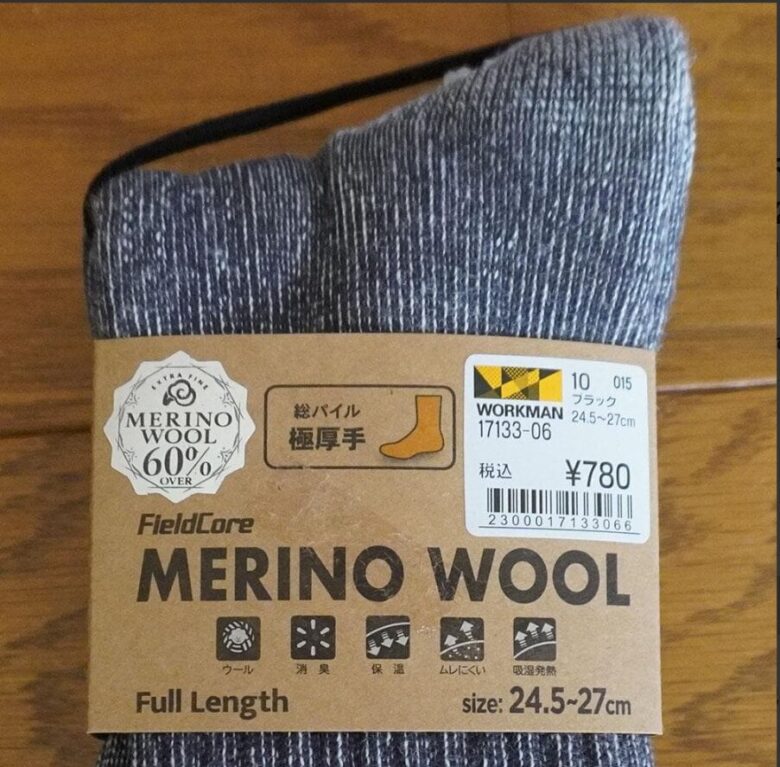 EXTRA FINE
MERINO
WOOL
60%
OVER
総パイル
極厚手
WORKMAN
10 015
ブラック
24.5~27cm
17133-06
税込 ¥780
2300017133066
FieldCore
MERINO WOOL
ウール 消臭 保温 ムレにくい 吸湿発熱
Full Length
size: 24.5~27cm